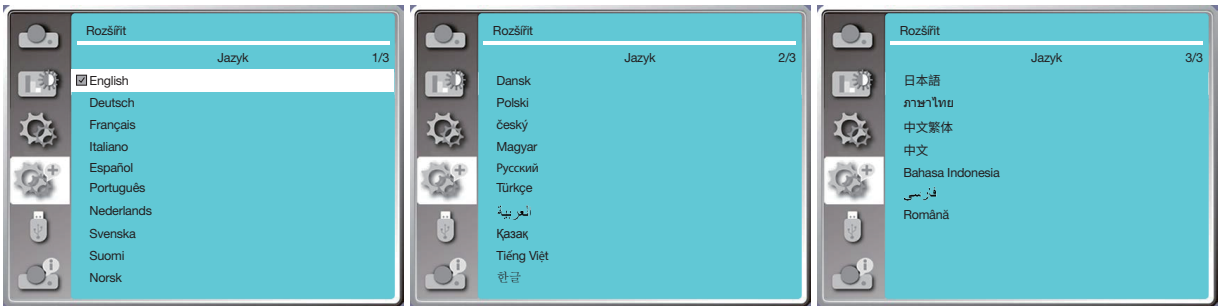 Rozšířit
Jazyk 1/3
English
Deutsch
Français
Italiano
Español
Português
Nederlands
Svenska
Suomi
Norsk
Rozšířit
Jazyk 2/3
Dansk
Polski
český
Magyar
Русский
Türkçe
العربية
Қазақ
Tiếng Việt
한글
Rozšířit
Jazyk 3/3
日本語
ภาษาไทย
中文繁体
中文
Bahasa Indonesia
فارسی
Română